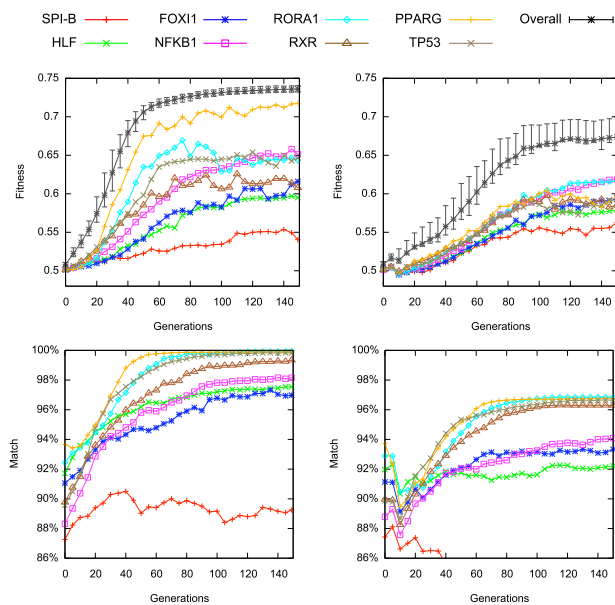 SPI-B FOXI1 RORA1 PPARG Overall
HLF NFKB1 RXR TP53
0.75 0.75
0.7 0.7
0.65 0.65
0.6 0.6
0.55 0.55
0.5 0.5
Fitness Fitness
0 20 40 60 80 100 120 140 0 20 40 60 80 100 120 140
Generations Generations
100% 100%
98% 98%
96% 96%
94% 94%
92% 92%
90% 90%
88% 88%
86% 86%
Match Match
0 20 40 60 80 100 120 140 0 20 40 60 80 100 120 140
Generations Generations